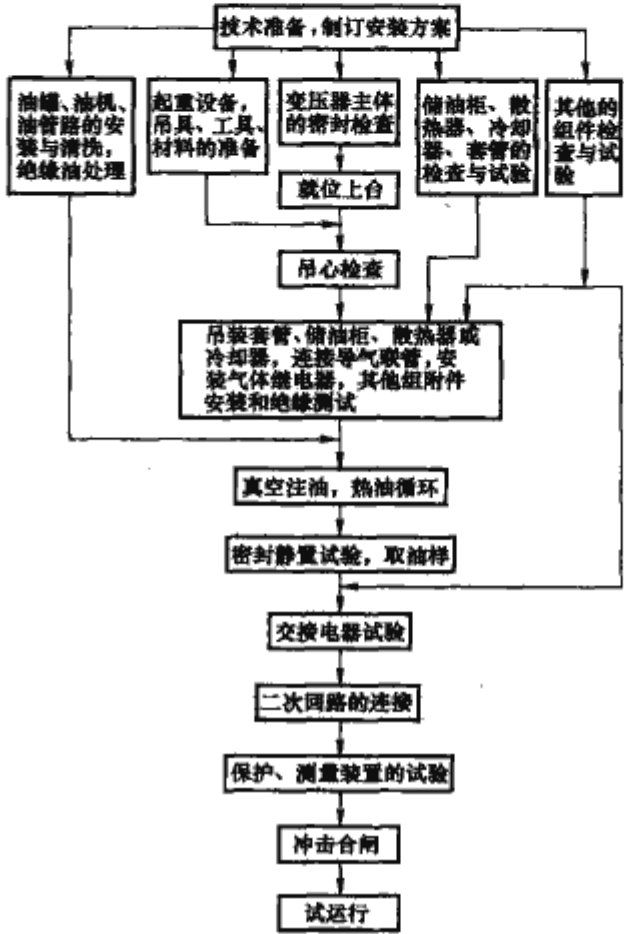 技术准备，制订安装方案
油罐、油机、
油管路的安
装与清洗，
绝缘油处理
起重设备，
吊具、工具、
材料的准备
变压器主体
的密封检查
储油柜、散
热器、冷却
器、套管的
检查与试验
其他的
组件检
查与试
验
就位上台
吊心检查
吊装套管、储油柜、散热器或
冷却器，连接导气联管，安
装气体继电器，其他组附件
安装和绝缘测试
真空注油，热油循环
密封静置试验，取油样
交接电器试验
二次回路的连接
保护、测量装置的试验
冲击合闸
试运行